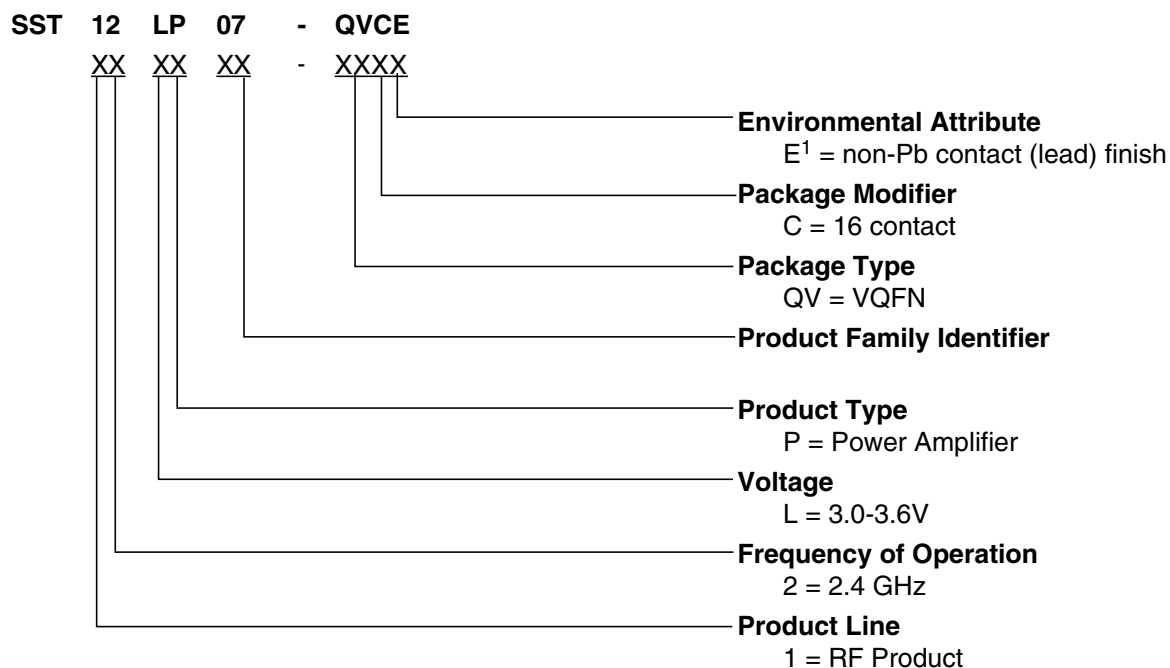 SST 12 LP 07 - QVCE
XX XX XX - XXXX
Environmental Attribute
E¹ = non-Pb contact (lead) finish
Package Modifier
C = 16 contact
Package Type
QV = VQFN
Product Family Identifier
Product Type
P = Power Amplifier
Voltage
L = 3.0-3.6V
Frequency of Operation
2 = 2.4 GHz
Product Line
1 = RF Product